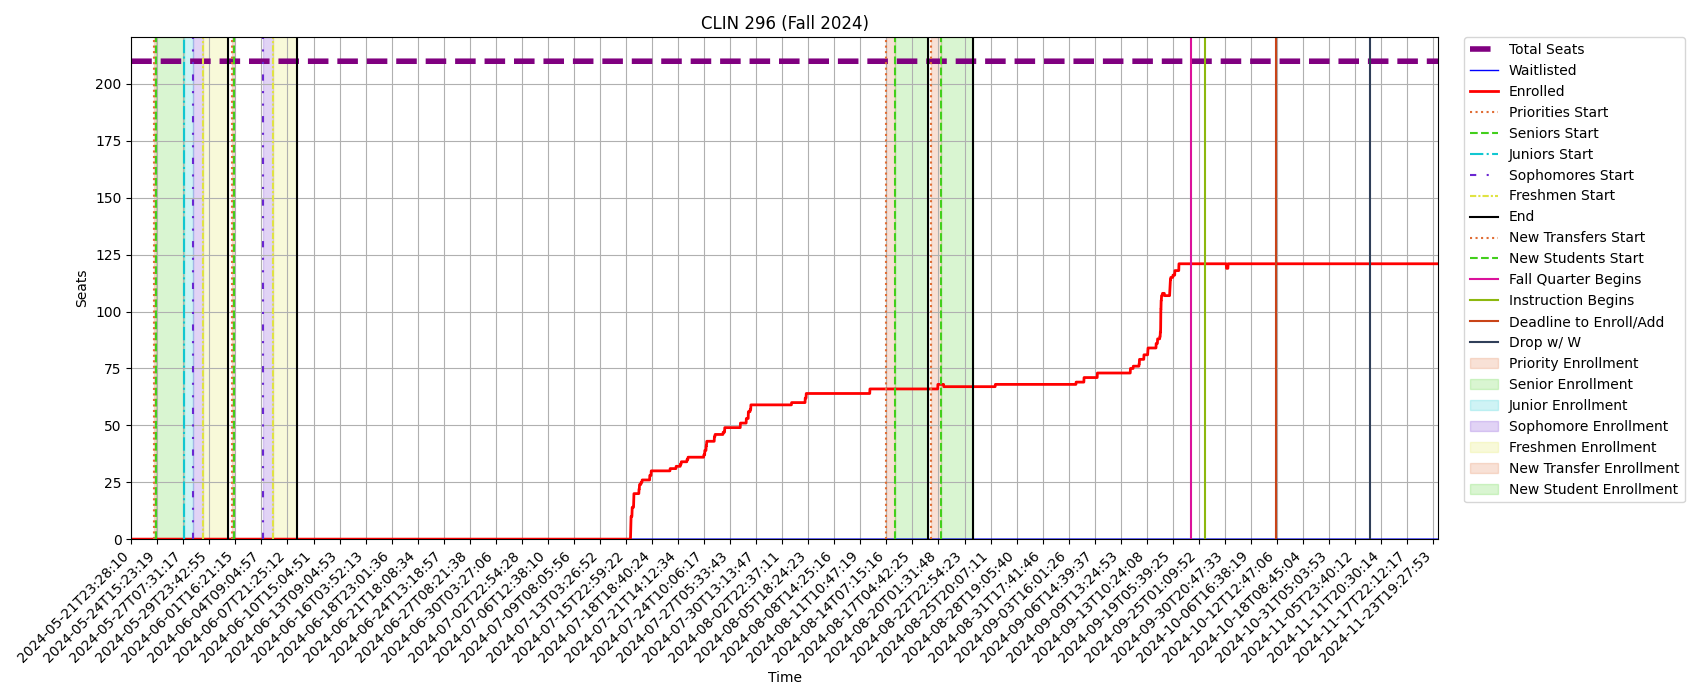 CLIN 296 (Fall 2024)
Seats
200
175
150
125
100
75
50
25
0
2024-05-21T23:28:10
2024-05-24T15:23:19
2024-05-27T07:31:17
2024-05-29T23:42:55
2024-06-01T16:21:15
2024-06-04T09:04:57
2024-06-07T21:25:12
2024-06-10T15:04:51
2024-06-13T09:04:53
2024-06-16T03:52:13
2024-06-18T23:01:36
2024-06-21T18:08:34
2024-06-24T13:18:57
2024-06-27T08:21:38
2024-06-30T03:27:06
2024-07-02T22:54:28
2024-07-06T12:38:10
2024-07-09T08:05:56
2024-07-13T03:26:52
2024-07-15T22:59:22
2024-07-18T18:40:24
2024-07-21T14:12:34
2024-07-24T10:06:17
2024-07-27T05:33:43
2024-07-30T13:13:47
2024-08-02T22:37:11
2024-08-05T18:24:23
2024-08-08T14:25:16
2024-08-11T10:47:19
2024-08-14T07:15:16
2024-08-17T04:42:25
2024-08-20T01:31:48
2024-08-22T22:54:23
2024-08-25T20:07:11
2024-08-28T19:05:40
2024-08-31T17:41:46
2024-09-03T16:01:26
2024-09-06T14:39:37
2024-09-09T13:24:53
2024-09-13T10:24:08
2024-09-19T05:39:25
2024-09-25T01:09:52
2024-09-30T20:47:33
2024-10-06T16:38:19
2024-10-12T12:47:06
2024-10-18T08:45:04
2024-10-31T05:03:53
2024-11-05T23:40:12
2024-11-11T20:30:14
2024-11-17T22:12:17
2024-11-23T19:27:53
Time
Total Seats
Waitlisted
Enrolled
Priorities Start
Seniors Start
Juniors Start
Sophomores Start
Freshmen Start
End
New Transfers Start
New Students Start
Fall Quarter Begins
Instruction Begins
Deadline to Enroll/Add
Drop w/ W
Priority Enrollment
Senior Enrollment
Junior Enrollment
Sophomore Enrollment
Freshmen Enrollment
New Transfer Enrollment
New Student Enrollment